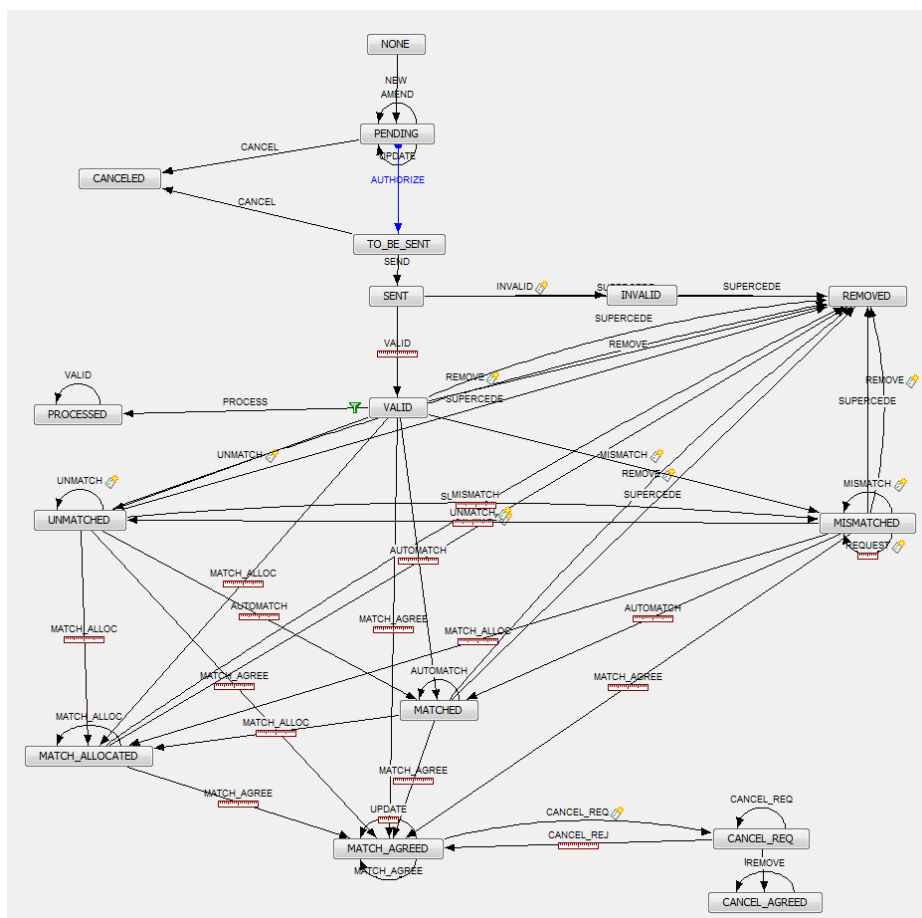 NONE
NEW
AMEND
PENDING
UPDATE
CANCEL
CANCELED
AUTHORIZE
CANCEL
TO_BE_SENT
SEND
SENT
INVALID
INVALID
SUPERCEDE
REMOVED
SUPERCEDE
VALID
REMOVE
VALID
REMOVE
REMOVE
PROCESSED
PROCESS
VALID
SUPERCEDE
SUPERCEDE
UNMATCH
MISMATCH
REMOVE
UNMATCH
MISMATCH
MISMATCH
SUPERCEDE
UNMATCHED
UNMATCH
MISMATCHED
REQUEST
AUTOMATCH
MATCH_ALLOC
AUTOMATCH
AUTOMATCH
MATCH_AGREE
MATCH_ALLOC
MATCH_ALLOC
MATCH_AGREE
AUTOMATCH
MATCH_AGREE
MATCH_ALLOC
MATCHED
MATCH_ALLOC
MATCH_ALLOCATED
MATCH_AGREE
MATCH_AGREE
UPDATE
CANCEL_REQ
CANCEL_REQ
CANCEL_REJ
CANCEL_REQ
MATCH_AGREED
MATCH_AGREE
REMOVE
CANCEL_AGREED